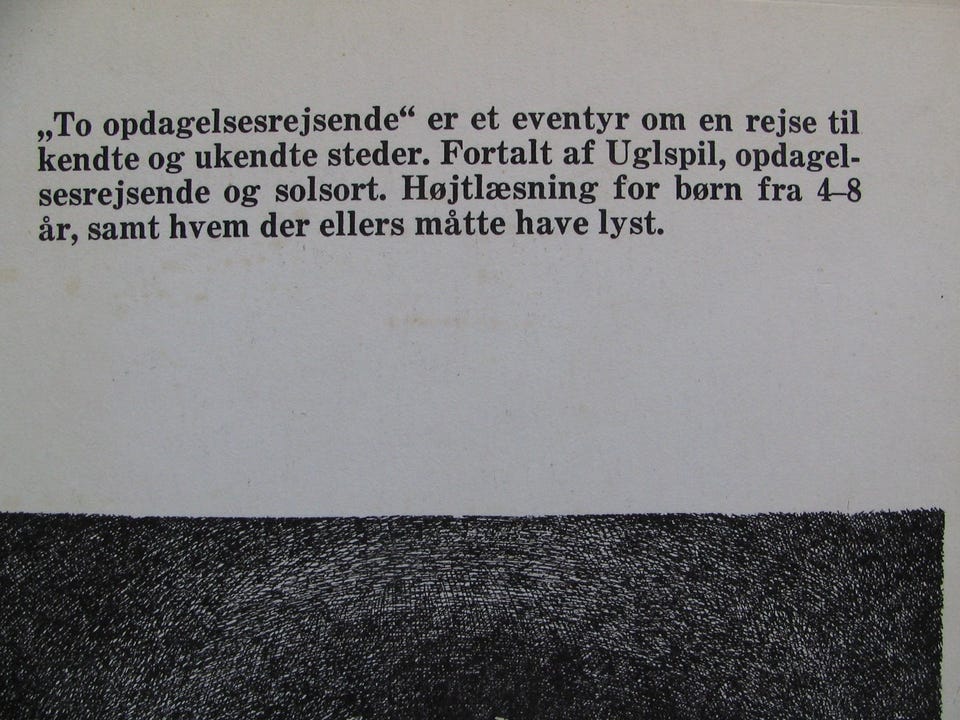 „To opdagelsesrejsende“ er et eventyr om en rejse til
kendte og ukendte steder. Fortalt af Uglspil, opdagel-
sesrejsende og solsort. Højtlæsning for børn fra 4–8
år, samt hvem der ellers måtte have lyst.